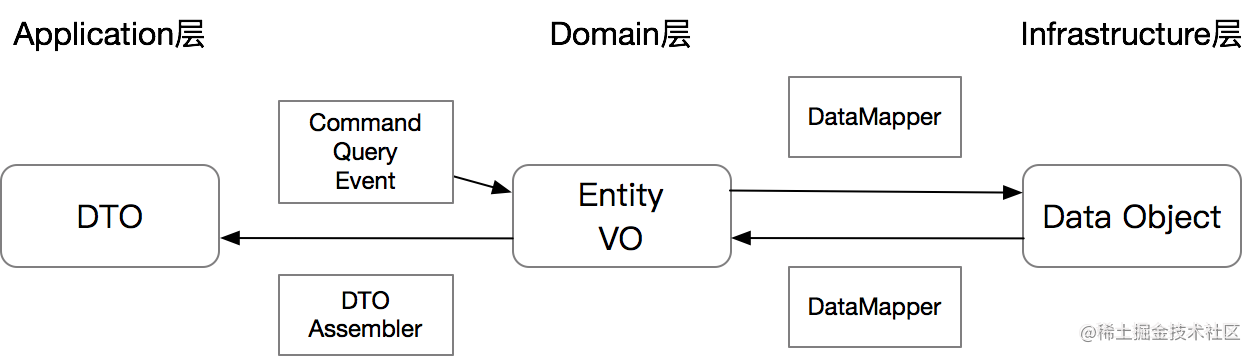 Application层
Domain层
Infrastructure层
Command
Query
Event
DataMapper
DTO
Entity
VO
Data Object
DTO
Assembler
DataMapper
@稀土掘金技术社区